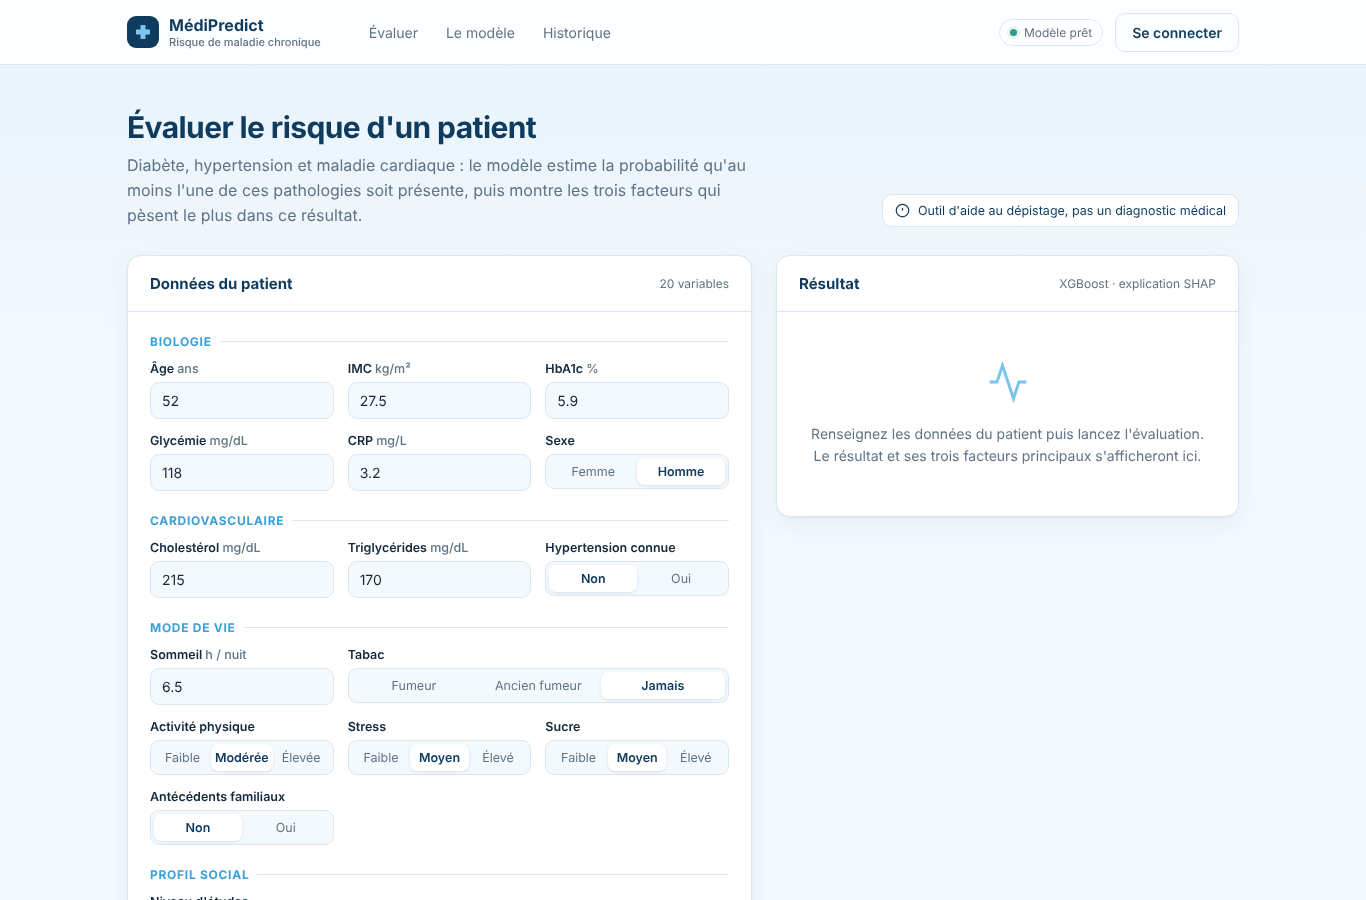 MédiPredict
Risque de maladie chronique
Évaluer
Le modèle
Historique
Modèle prêt
Se connecter
Évaluer le risque d'un patient
Diabète, hypertension et maladie cardiaque : le modèle estime la probabilité qu'au
moins l'une de ces pathologies soit présente, puis montre les trois facteurs qui
pèsent le plus dans ce résultat.
Outil d'aide au dépistage, pas un diagnostic médical
Données du patient
20 variables
BIOLOGIE
Âge ans
IMC kg/m²
HbA1c %
52
27.5
5.9
Glycémie mg/dL
CRP mg/L
Sexe
118
3.2
Femme
Homme
CARDIOVASCULAIRE
Cholestérol mg/dL
Triglycérides mg/dL
Hypertension connue
215
170
Non
Oui
MODE DE VIE
Sommeil h / nuit
Tabac
6.5
Fumeur
Ancien fumeur
Jamais
Activité physique
Stress
Sucre
Faible
Modérée
Élevée
Faible
Moyen
Élevé
Faible
Moyen
Élevé
Antécédents familiaux
Non
Oui
PROFIL SOCIAL
Niveau d'études
Résultat
XGBoost · explication SHAP
Renseignez les données du patient puis lancez l'évaluation.
Le résultat et ses trois facteurs principaux s'afficheront ici.